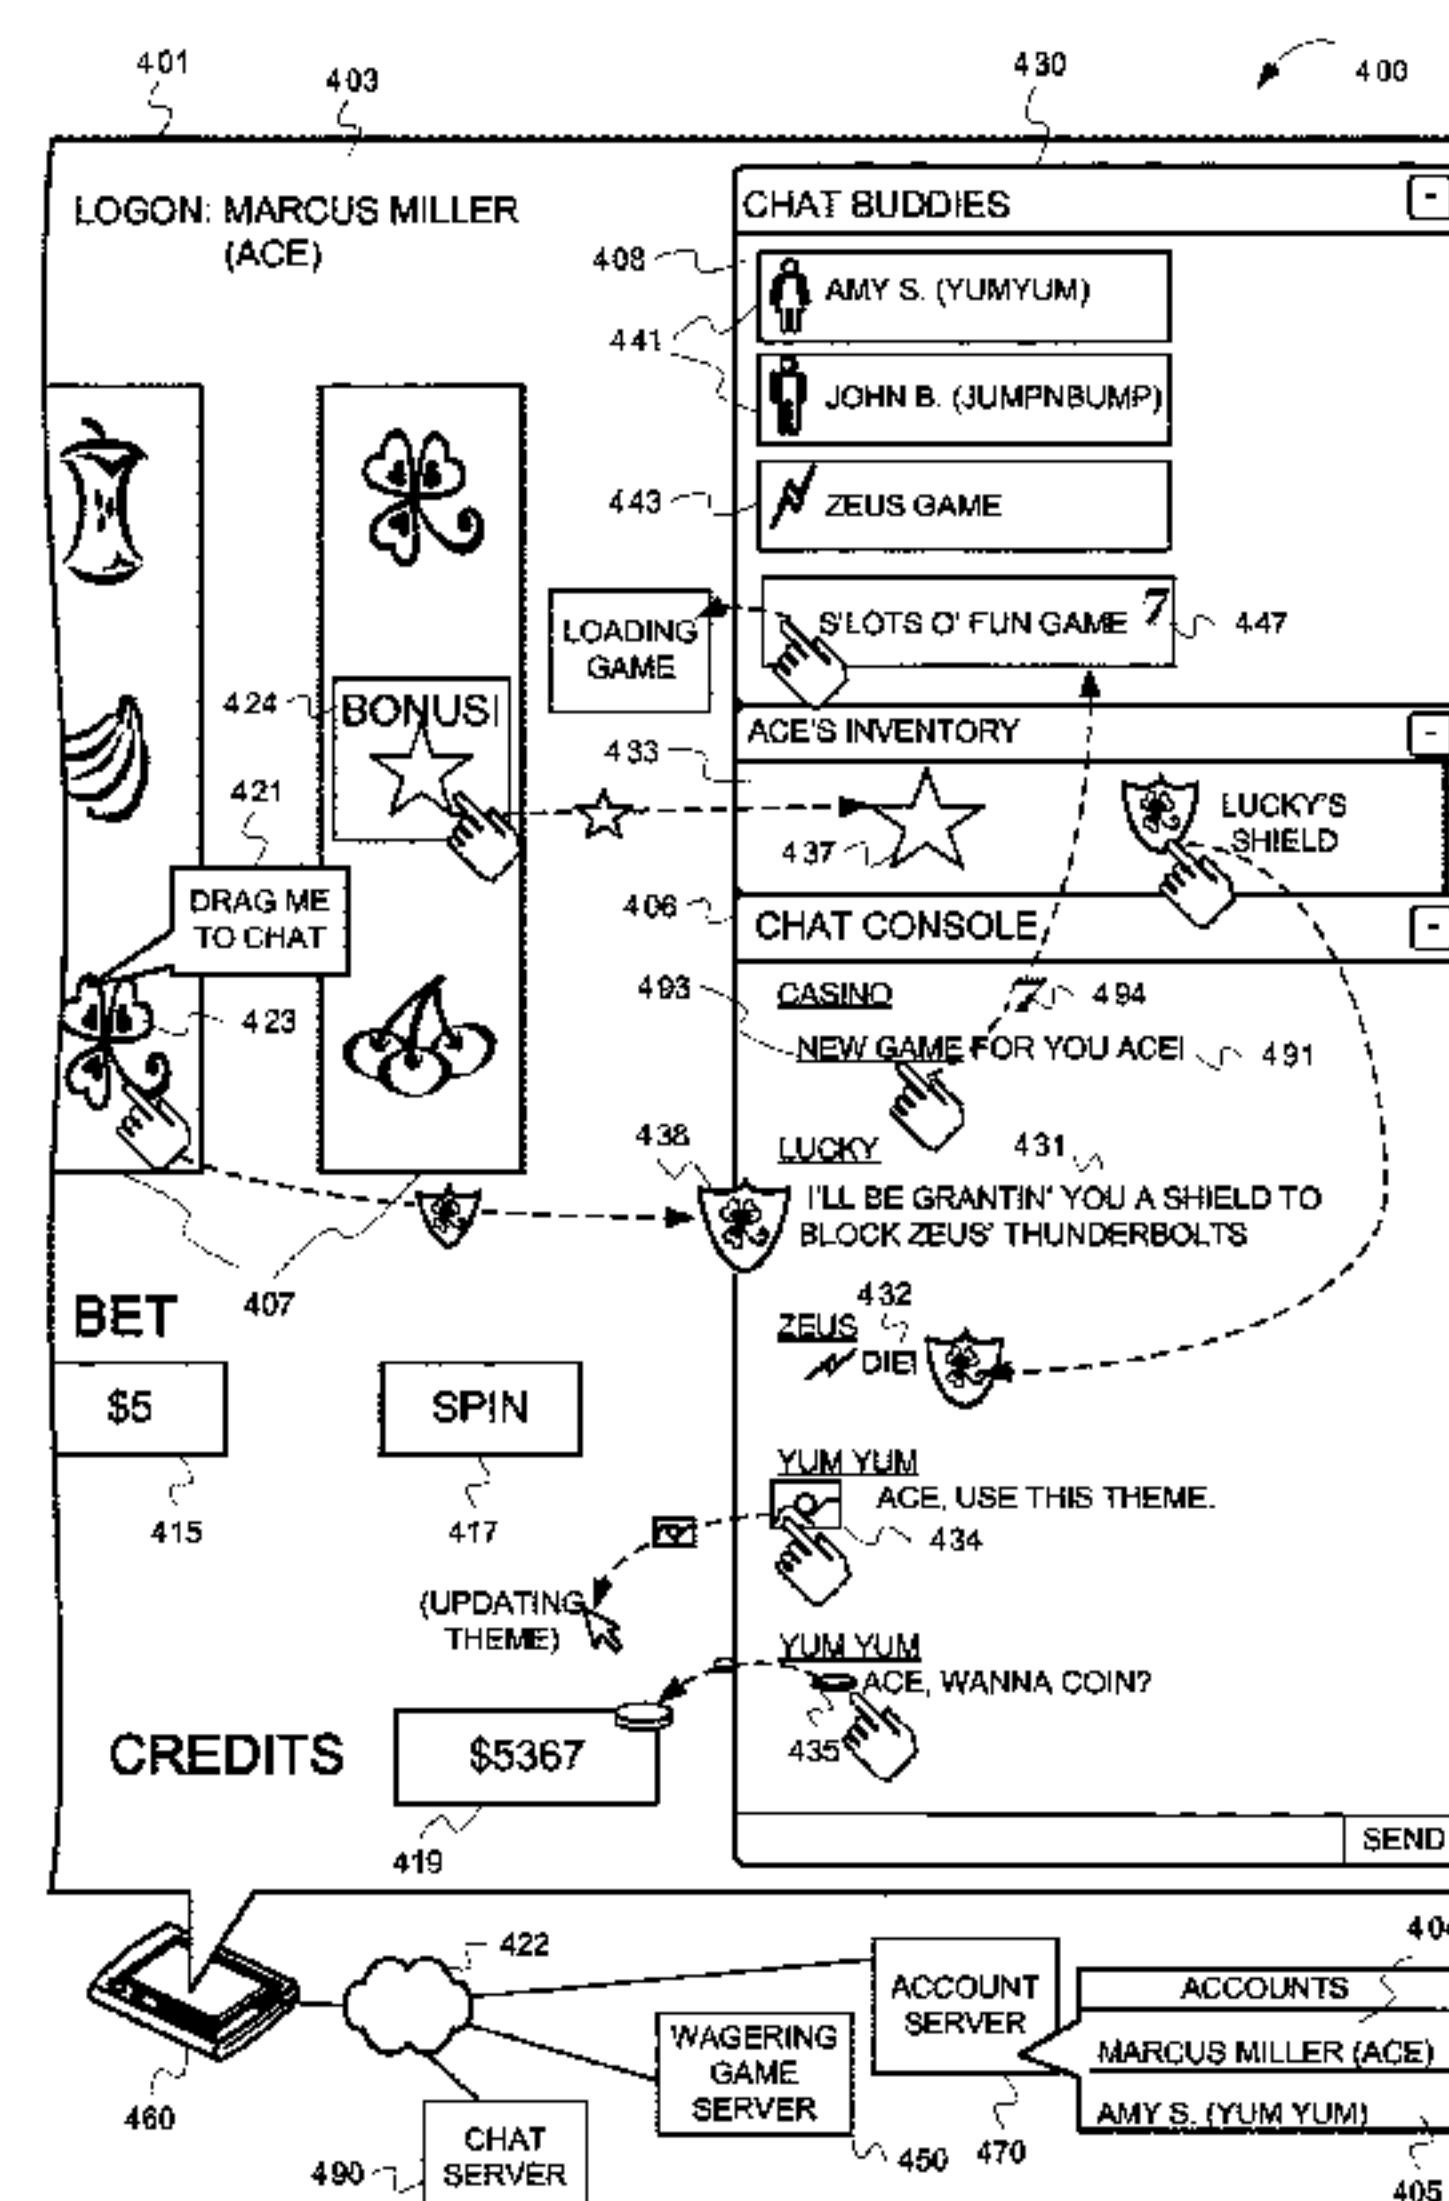 401
403
430
400
LOGON: MARCUS MILLER
(ACE)
CHAT BUDDIES
-
408
AMY S. (YUMYUM)
441
JOHN B. (JUMPNBUMP)
443
ZEUS GAME
LOADING
GAME
S'LOTS O' FUN GAME 7
447
424
BONUS!
ACE'S INVENTORY
-
433
421
437
LUCKY'S
SHIELD
DRAG ME
TO CHAT
406
CHAT CONSOLE
-
493
CASINO
7
494
423
NEW GAME FOR YOU ACE!
491
438
LUCKY
431
I'LL BE GRANTIN' YOU A SHIELD TO
BLOCK ZEUS' THUNDERBOLTS
407
BET
432
ZEUS
DIE!
$5
SPIN
415
417
YUM YUM
ACE, USE THIS THEME.
434
(UPDATING
THEME)
YUM YUM
ACE, WANNA COIN?
435
CREDITS
$5367
419
SEND
422
404
ACCOUNT
SERVER
ACCOUNTS
MARCUS MILLER (ACE)
AMY S. (YUM YUM)
WAGERING
GAME
SERVER
460
CHAT
SERVER
450
470
490
405